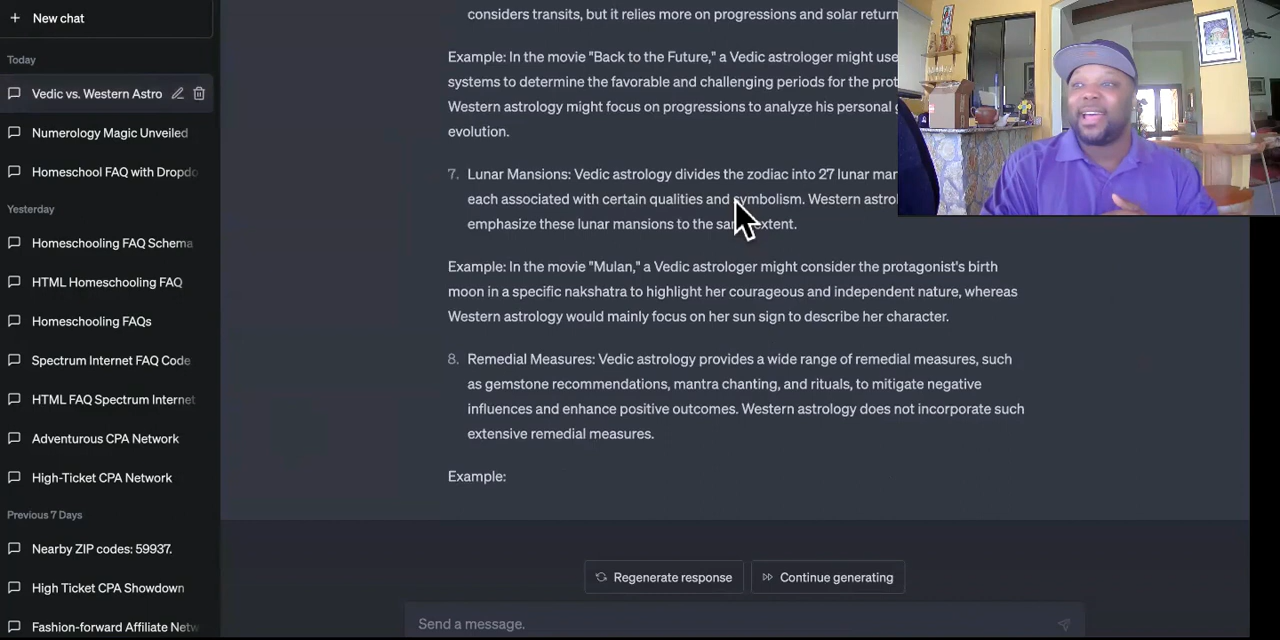 New chat
Today
Vedic vs. Western Astro
Numerology Magic Unveiled
Homeschool FAQ with Dropdo
Yesterday
Homeschooling FAQ Schema
HTML Homeschooling FAQ
Homeschooling FAQs
Spectrum Internet FAQ Code
HTML FAQ Spectrum Internet
Adventurous CPA Network
High-Ticket CPA Network
Previous 7 Days
Nearby ZIP codes: 59937.
High Ticket CPA Showdown
Fashion-forward Affiliate Netw
considers transits, but it relies more on progressions and solar return
Example: In the movie "Back to the Future," a Vedic astrologer might use
systems to determine the favorable and challenging periods for the prot
Western astrology might focus on progressions to analyze his personal g
evolution.
7. Lunar Mansions: Vedic astrology divides the zodiac into 27 lunar man
each associated with certain qualities and symbolism. Western astrol
emphasize these lunar mansions to the same extent.
Example: In the movie "Mulan," a Vedic astrologer might consider the protagonist's birth
moon in a specific nakshatra to highlight her courageous and independent nature, whereas
Western astrology would mainly focus on her sun sign to describe her character.
8. Remedial Measures: Vedic astrology provides a wide range of remedial measures, such
as gemstone recommendations, mantra chanting, and rituals, to mitigate negative
influences and enhance positive outcomes. Western astrology does not incorporate such
extensive remedial measures.
Example:
Regenerate response
Continue generating
Send a message.